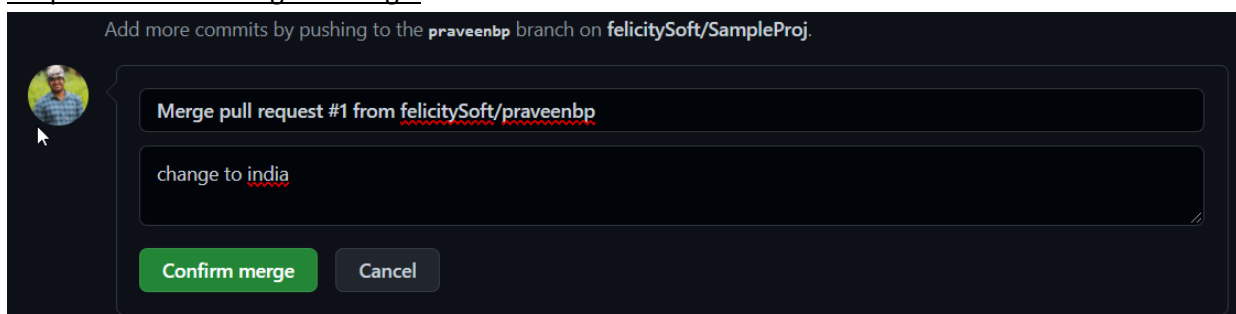 Add more commits by pushing to the praveenbp branch on felicitySoft/SampleProj.
Merge pull request #1 from felicitySoft/praveenbp
change to india
Confirm merge Cancel